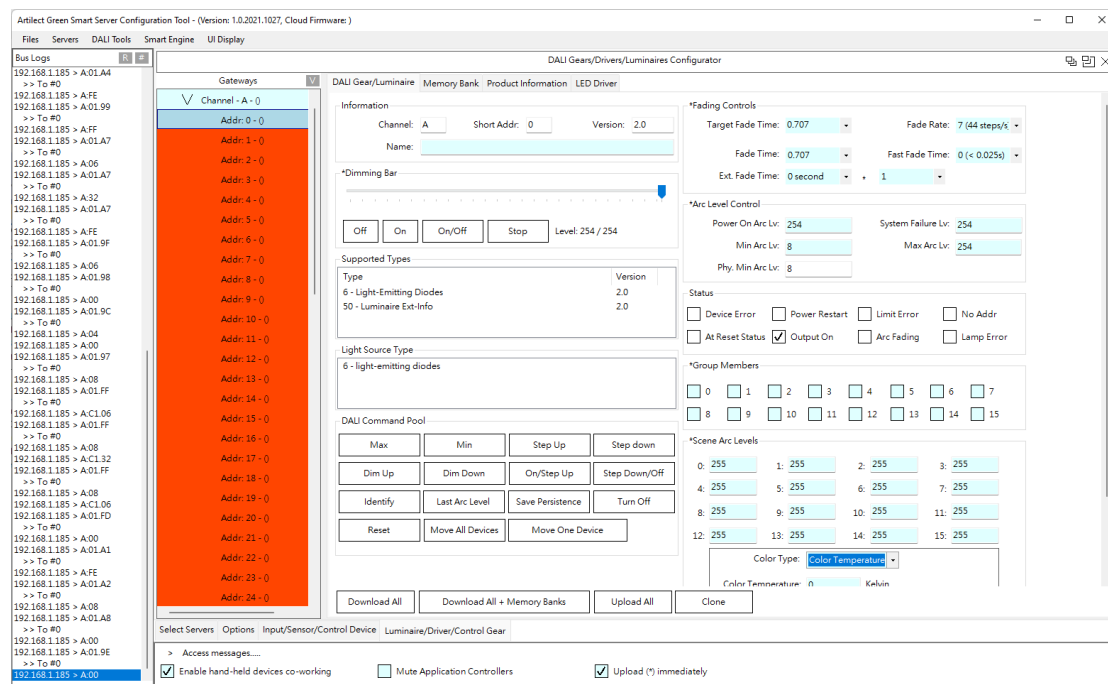 Artilect Green Smart Server Configuration Tool - (Version: 1.0.2021.1027, Cloud Firmware: )
Files Servers DALI Tools Smart Engine UI Display
Bus Logs R #
192.168.1.185 > A:01.A4
>> To #0
192.168.1.185 > A:FE
192.168.1.185 > A:01.99
>> To #0
192.168.1.185 > A:FF
192.168.1.185 > A:01.A7
>> To #0
192.168.1.185 > A:06
192.168.1.185 > A:01.A7
>> To #0
192.168.1.185 > A:32
192.168.1.185 > A:01.A7
>> To #0
192.168.1.185 > A:FE
192.168.1.185 > A:01.9F
>> To #0
192.168.1.185 > A:06
192.168.1.185 > A:01.98
>> To #0
192.168.1.185 > A:00
192.168.1.185 > A:01.9C
>> To #0
192.168.1.185 > A:04
192.168.1.185 > A:00
192.168.1.185 > A:01.97
>> To #0
192.168.1.185 > A:08
192.168.1.185 > A:01.FF
>> To #0
192.168.1.185 > A:C1.06
192.168.1.185 > A:01.FF
>> To #0
192.168.1.185 > A:08
192.168.1.185 > A:C1.32
192.168.1.185 > A:01.FF
>> To #0
192.168.1.185 > A:08
192.168.1.185 > A:C1.06
192.168.1.185 > A:01.FD
>> To #0
192.168.1.185 > A:00
192.168.1.185 > A:01.A1
>> To #0
192.168.1.185 > A:FE
192.168.1.185 > A:01.A2
>> To #0
192.168.1.185 > A:08
192.168.1.185 > A:01.A8
>> To #0
192.168.1.185 > A:00
192.168.1.185 > A:01.9E
>> To #0
192.168.1.185 > A:00
DALI Gears/Drivers/Luminaires Configurator
Gateways V
Channel - A - ()
Addr: 0 - ()
Addr: 1 - ()
Addr: 2 - ()
Addr: 3 - ()
Addr: 4 - ()
Addr: 5 - ()
Addr: 6 - ()
Addr: 7 - ()
Addr: 8 - ()
Addr: 9 - ()
Addr: 10 - ()
Addr: 11 - ()
Addr: 12 - ()
Addr: 13 - ()
Addr: 14 - ()
Addr: 15 - ()
Addr: 16 - ()
Addr: 17 - ()
Addr: 18 - ()
Addr: 19 - ()
Addr: 20 - ()
Addr: 21 - ()
Addr: 22 - ()
Addr: 23 - ()
Addr: 24 - ()
DALI Gear/Luminaire Memory Bank Product Information LED Driver
Information
Channel: A Short Addr: 0 Version: 2.0
Name:
*Dimming Bar
Off On On/Off Stop Level: 254 / 254
Supported Types
Type Version
6 - Light-Emitting Diodes 2.0
50 - Luminaire Ext-Info 2.0
Light Source Type
6 - light-emitting diodes
DALI Command Pool
Max Min Step Up Step down
Dim Up Dim Down On/Step Up Step Down/Off
Identify Last Arc Level Save Persistence Turn Off
Reset Move All Devices Move One Device
*Fading Controls
Target Fade Time: 0.707 Fade Rate: 7 (44 steps/s
Fade Time: 0.707 Fast Fade Time: 0 (< 0.025s)
Ext. Fade Time: 0 second 1
*Arc Level Control
Power On Arc Lv: 254 System Failure Lv: 254
Min Arc Lv: 8 Max Arc Lv: 254
Phy. Min Arc Lv: 8
Status
Device Error Power Restart Limit Error No Addr
At Reset Status Output On Arc Fading Lamp Error
*Group Members
0 1 2 3 4 5 6 7
8 9 10 11 12 13 14 15
*Scene Arc Levels
0: 255 1: 255 2: 255 3: 255
4: 255 5: 255 6: 255 7: 255
8: 255 9: 255 10: 255 11: 255
12: 255 13: 255 14: 255 15: 255
Color Type: Color Temperature
Color Temperature: 0 Kelvin
Download All Download All + Memory Banks Upload All Clone
Select Servers Options Input/Sensor/Control Device Luminaire/Driver/Control Gear
> Access messages.....
Enable hand-held devices co-working Mute Application Controllers Upload (*) immediately